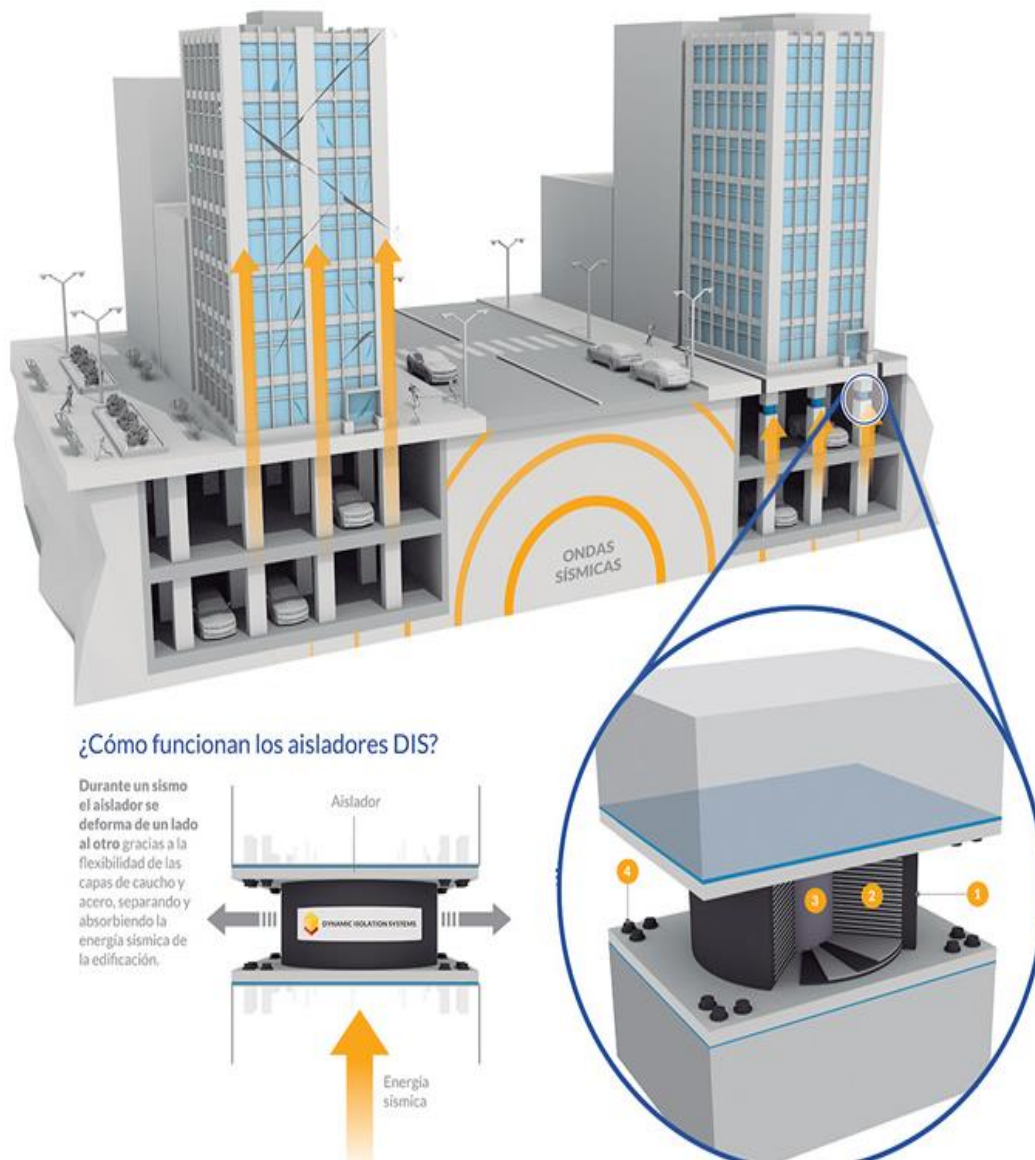 ONDAS
SÍSMICAS
¿Cómo funcionan los aisladores DIS?
Durante un sismo
el aislador se
deforma de un lado
al otro gracias a la
flexibilidad de las
capas de caucho y
acero, separando y
absorbiendo la
energía sísmica de
la edificación.
Aislador
DYNAMIC ISOLATION SYSTEMS
Energía
sísmica
4
3
2
1